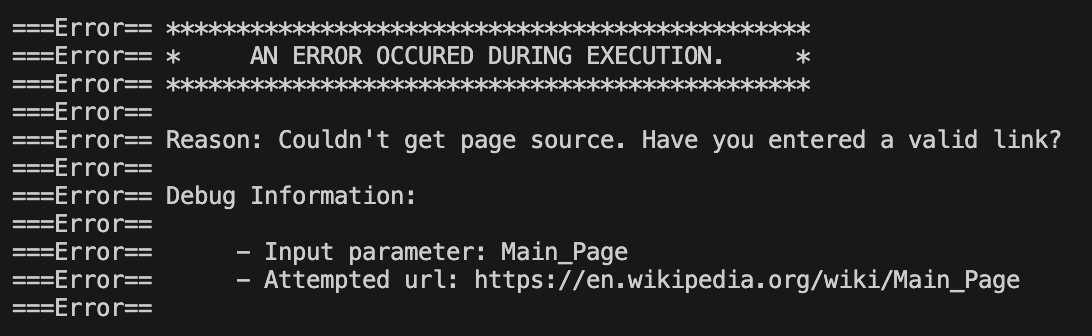 ===Error== **********************************************
===Error== *     AN ERROR OCCURED DURING EXECUTION.     *
===Error== **********************************************
===Error==
===Error== Reason: Couldn't get page source. Have you entered a valid link?
===Error==
===Error== Debug Information:
===Error==
===Error==      - Input parameter: Main_Page
===Error==      - Attempted url: https://en.wikipedia.org/wiki/Main_Page
===Error==